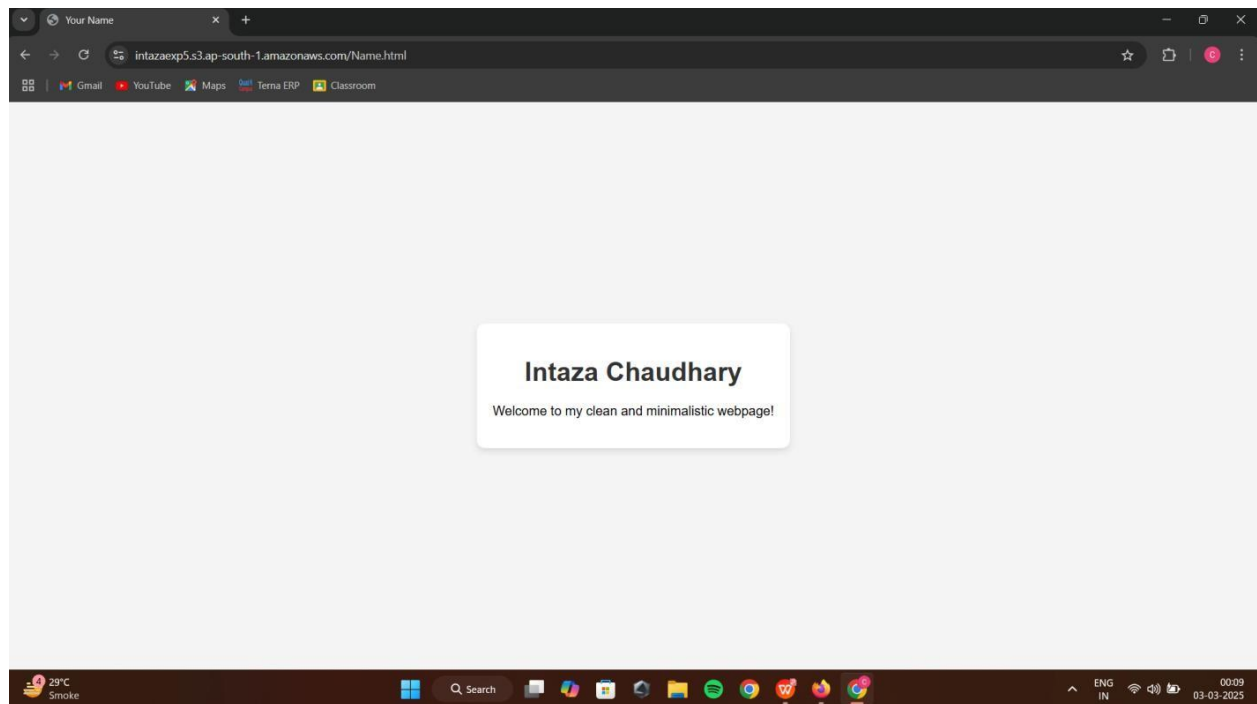 Your Name
intazaexp5.s3.ap-south-1.amazonaws.com/Name.html
Gmail YouTube Maps Terna ERP Classroom
Intaza Chaudhary
Welcome to my clean and minimalistic webpage!
4
29°C
Smoke
Search
ENG
IN
00:09
03-03-2025